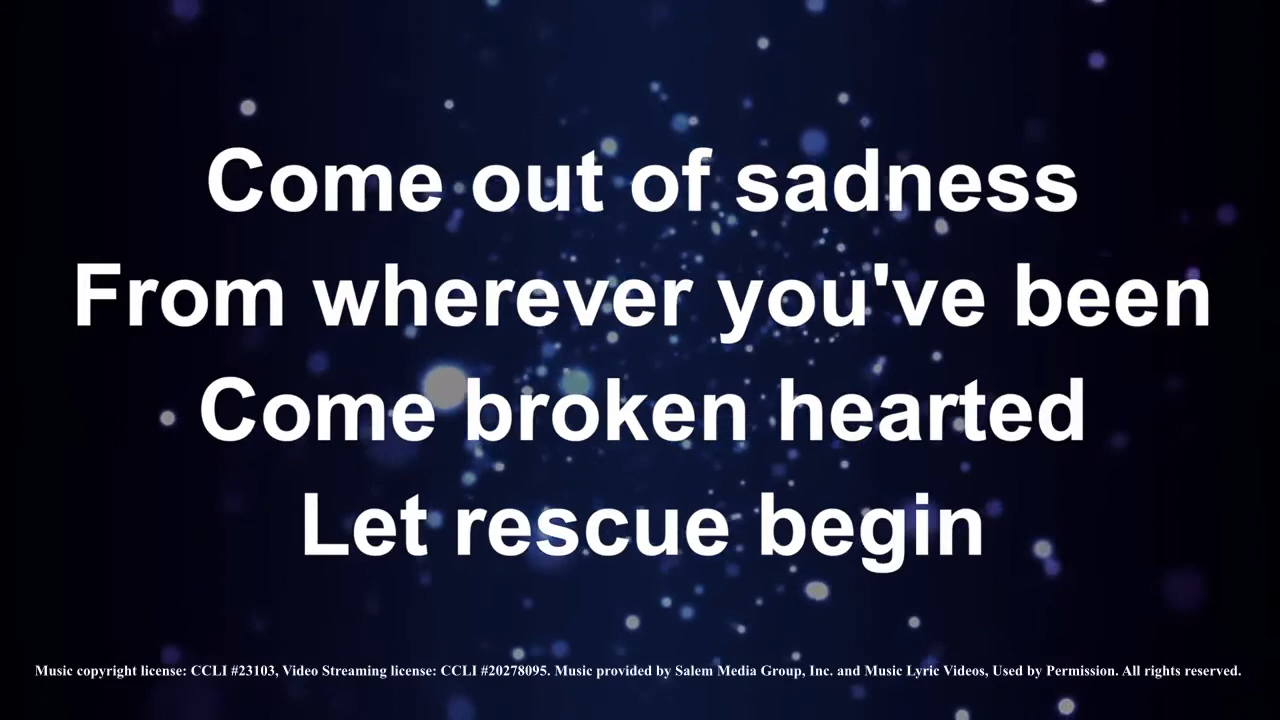 Come out of sadness
From wherever you've been
Come broken hearted
Let rescue begin
Music copyright license: CCLI #23103, Video Streaming license: CCLI #20278095. Music provided by Salem Media Group, Inc. and Music Lyric Videos, Used by Permission. All rights reserved.